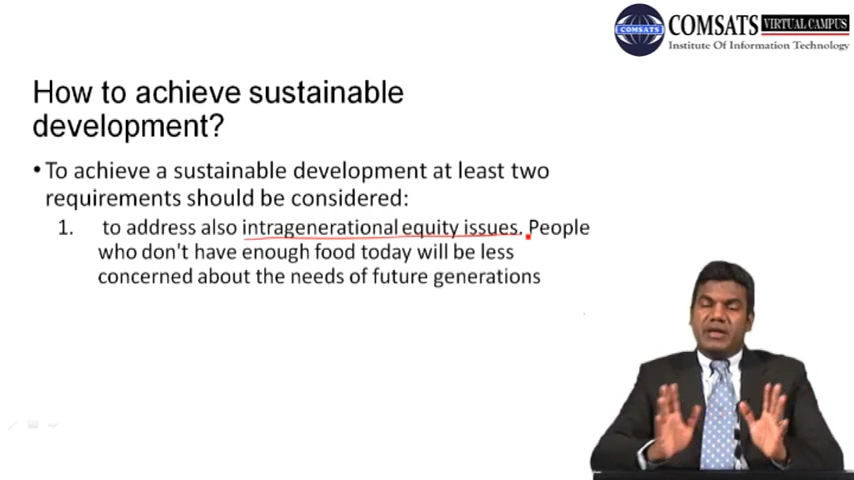 COMSATS VIRTUAL CAMPUS
COMSATS
Institute Of Information Technology
How to achieve sustainable
development?
• To achieve a sustainable development at least two
requirements should be considered:
1. to address also intragenerational equity issues. People
who don't have enough food today will be less
concerned about the needs of future generations